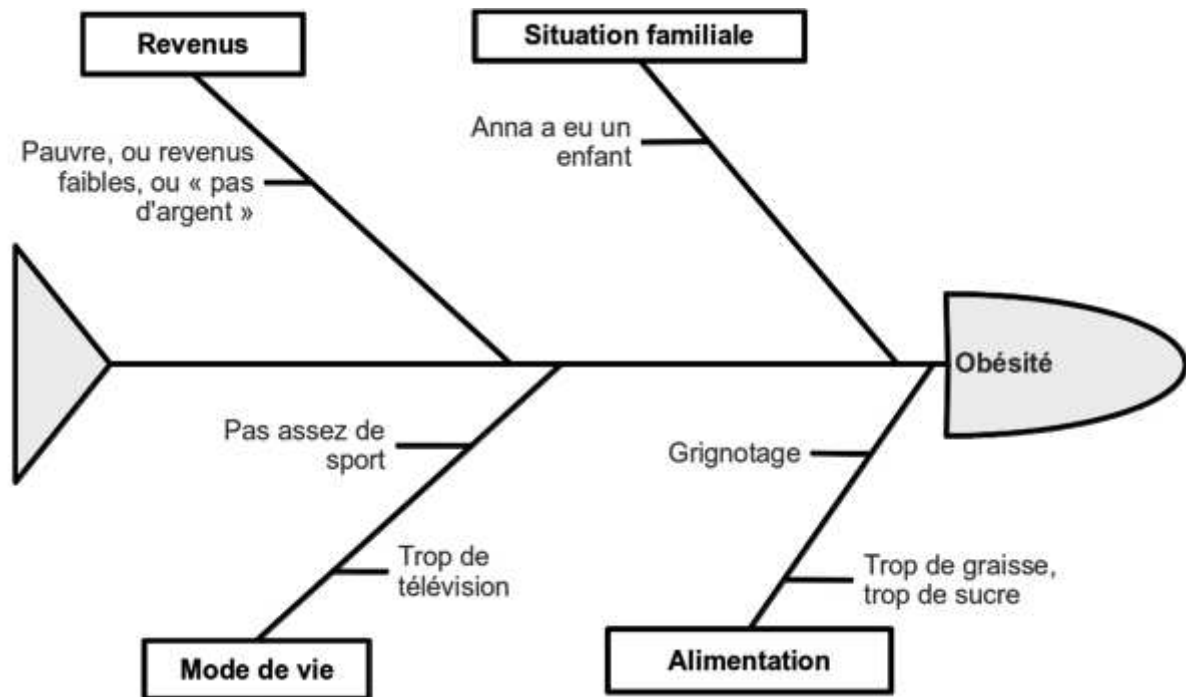 Revenus
Situation familiale
Pauvre, ou revenus
faibles, ou « pas
d'argent »
Anna a eu un
enfant
Obésité
Pas assez de
sport
Grignotage
Trop de
télévision
Trop de graisse,
trop de sucre
Mode de vie
Alimentation